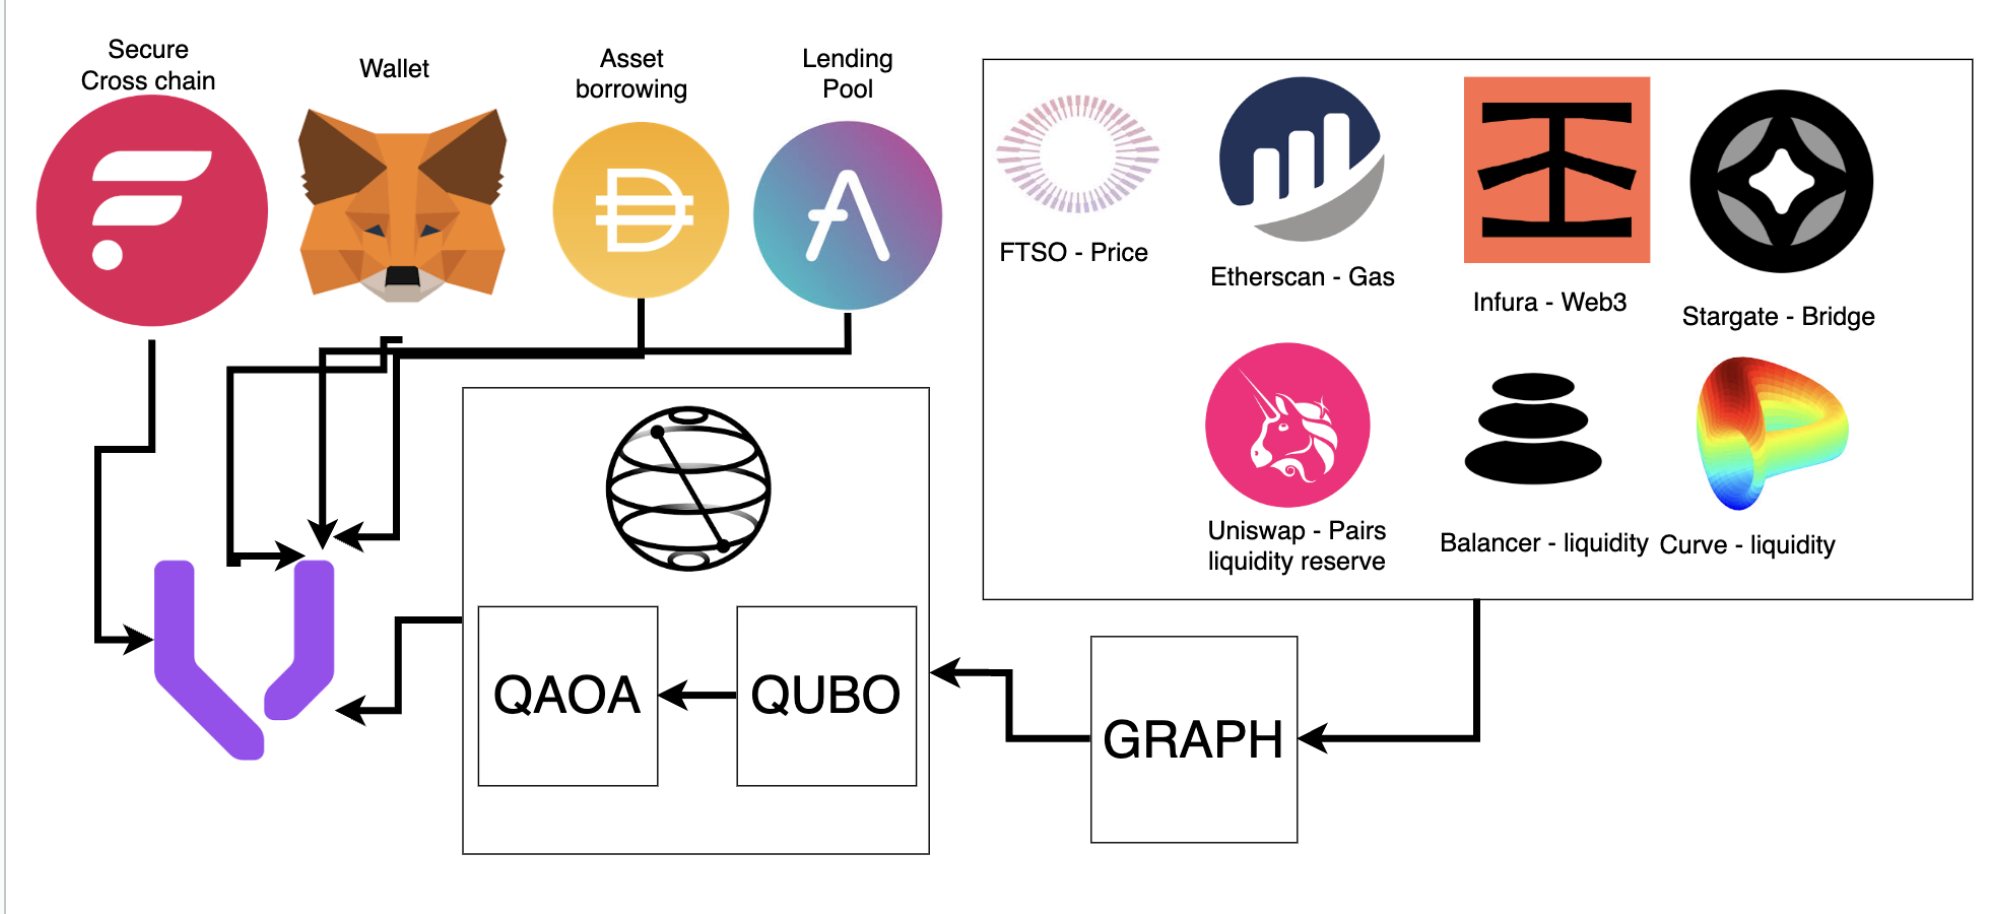 Secure
Cross chain
Wallet
Asset
borrowing
Lending
Pool
FTSO - Price
Etherscan - Gas
Infura - Web3
Stargate - Bridge
Uniswap - Pairs
liquidity reserve
Balancer - liquidity
Curve - liquidity
QAOA
QUBO
GRAPH